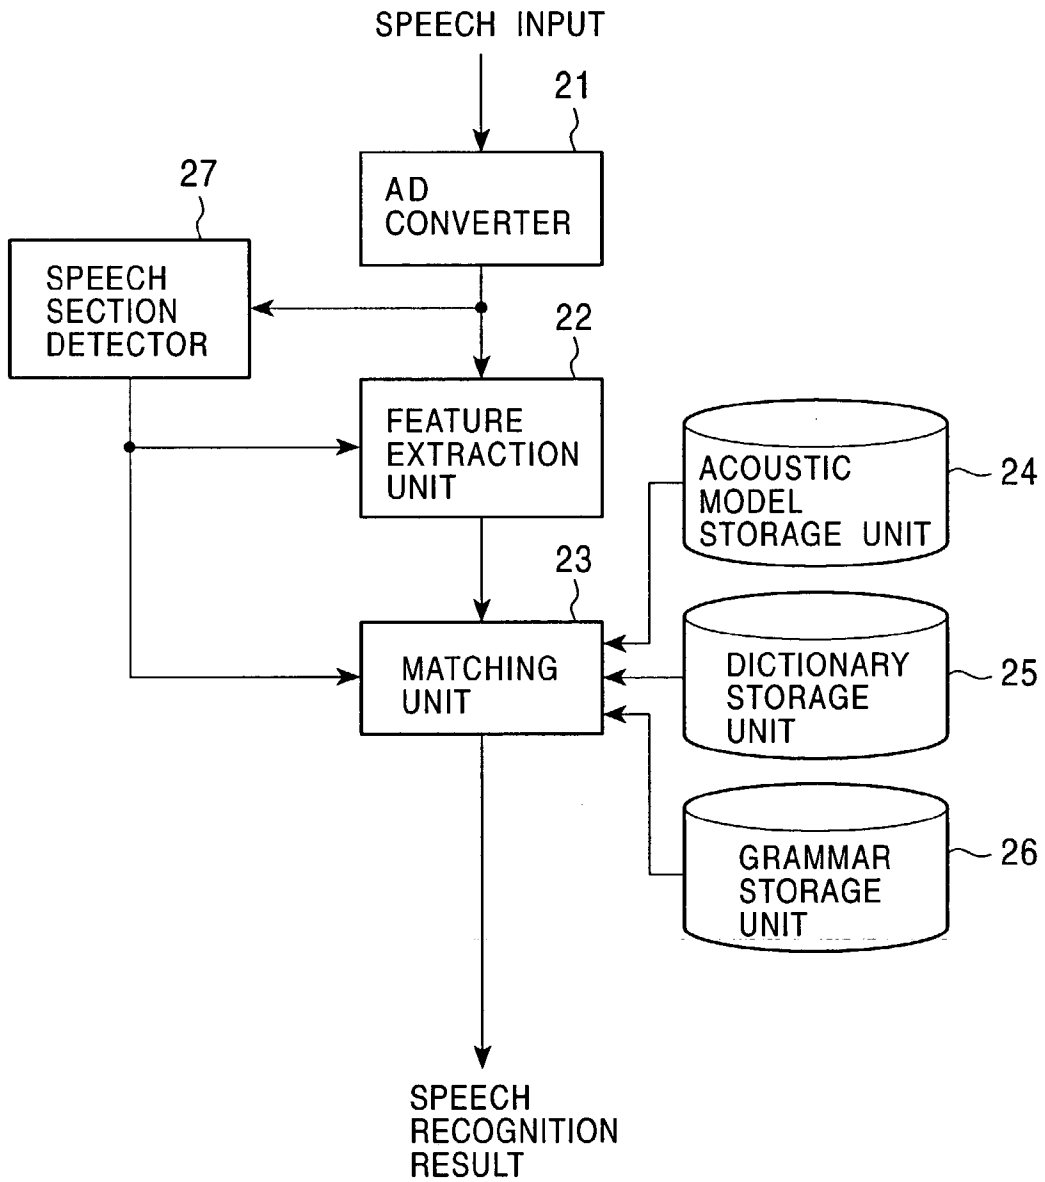 SPEECH INPUT
21
AD
CONVERTER
27
SPEECH
SECTION
DETECTOR
22
FEATURE
EXTRACTION
UNIT
24
ACOUSTIC
MODEL
STORAGE UNIT
23
MATCHING
UNIT
25
DICTIONARY
STORAGE
UNIT
26
GRAMMAR
STORAGE
UNIT
SPEECH
RECOGNITION
RESULT